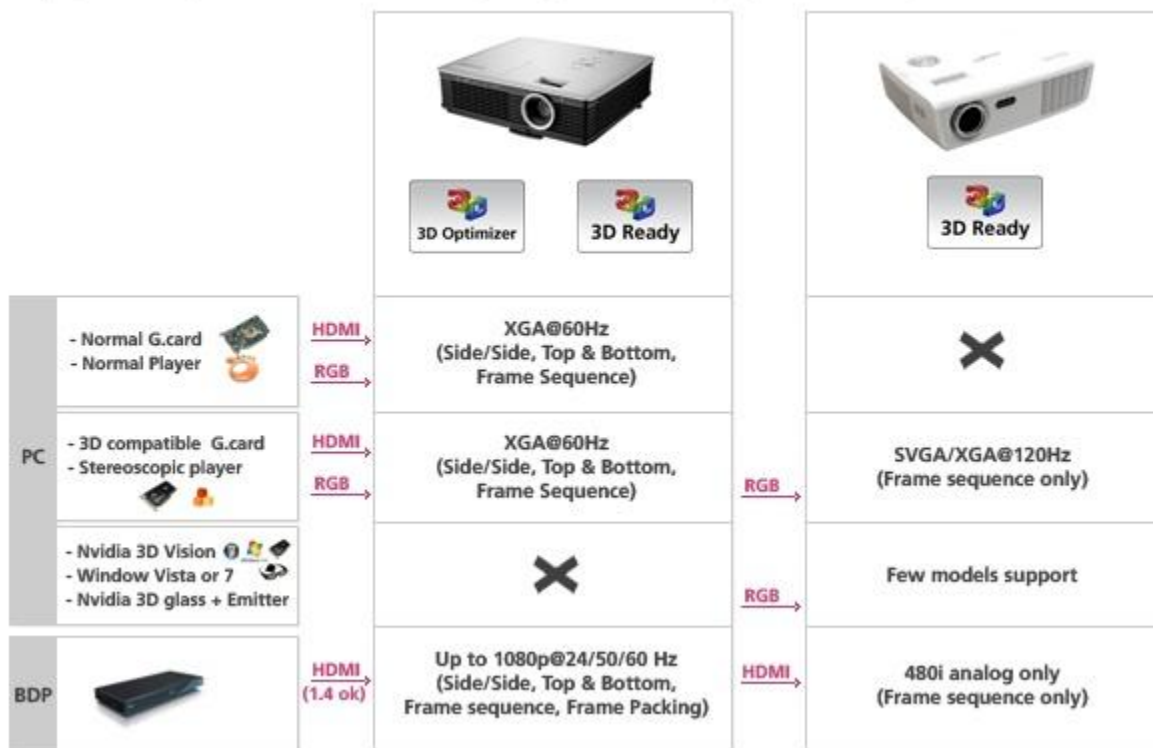 3D Optimizer
3D Ready
3D Ready
PC
- Normal G.card
- Normal Player
HDMI
RGB
XGA@60Hz
(Side/Side, Top & Bottom,
Frame Sequence)
- 3D compatible G.card
- Stereoscopic player
HDMI
RGB
XGA@60Hz
(Side/Side, Top & Bottom,
Frame Sequence)
RGB
SVGA/XGA@120Hz
(Frame sequence only)
- Nvidia 3D Vision
- Window Vista or 7
- Nvidia 3D glass + Emitter
RGB
Few models support
BDP
HDMI
(1.4 ok)
Up to 1080p@24/50/60 Hz
(Side/Side, Top & Bottom,
Frame sequence, Frame Packing)
HDMI
480i analog only
(Frame sequence only)